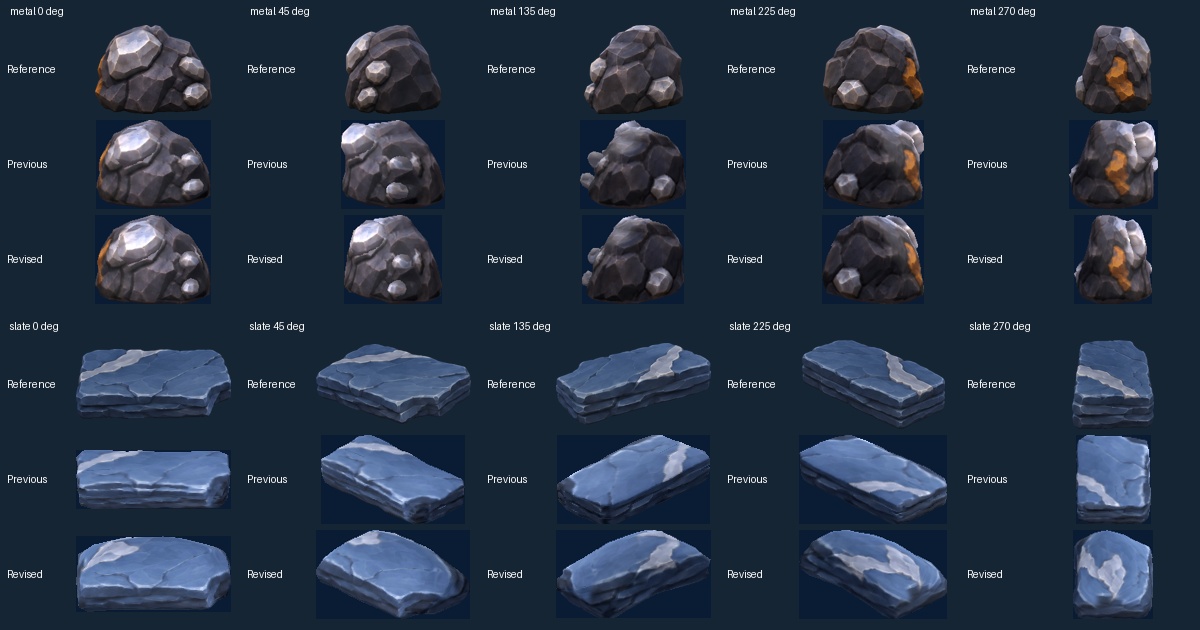 metal 0 deg metal 45 deg metal 135 deg metal 225 deg metal 270 deg
Reference Reference Reference Reference Reference
Previous Previous Previous Previous Previous
Revised Revised Revised Revised Revised
slate 0 deg slate 45 deg slate 135 deg slate 225 deg slate 270 deg
Reference Reference Reference Reference Reference
Previous Previous Previous Previous Previous
Revised Revised Revised Revised Revised